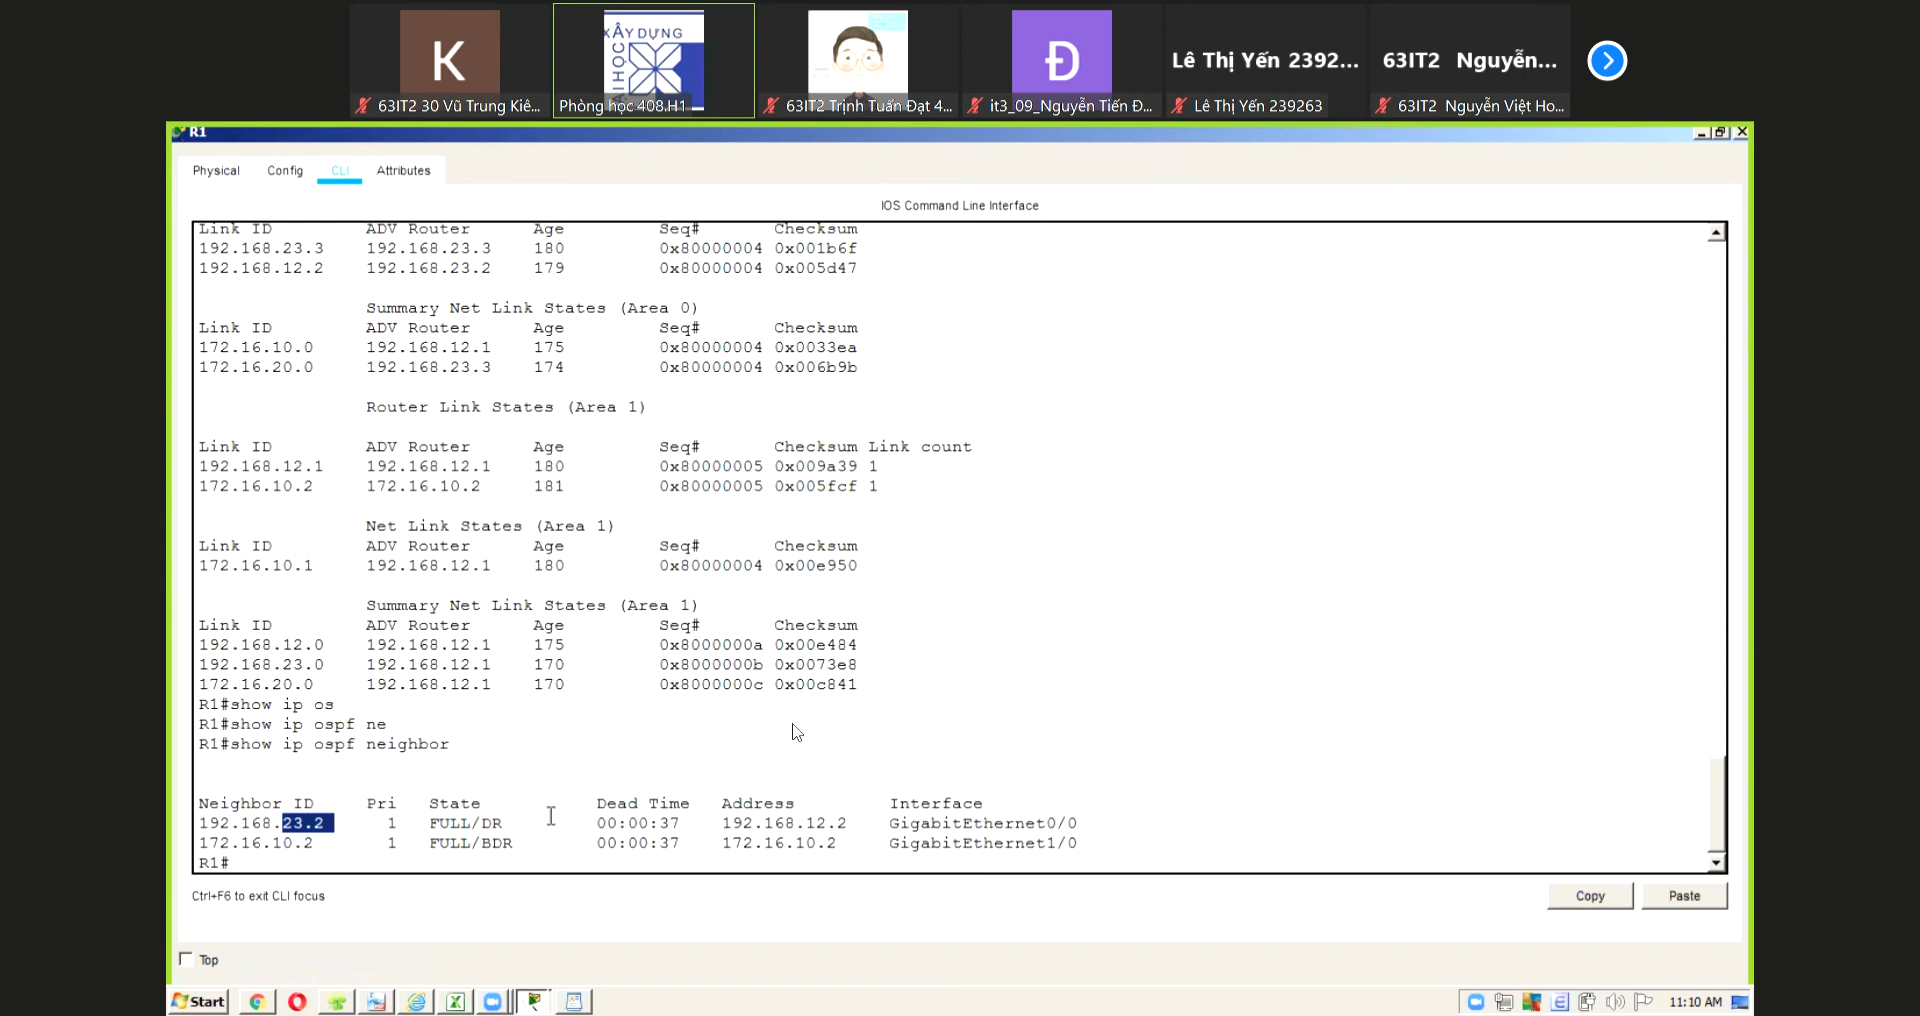 K
XÂY DỰNG
Đ
Lê Thị Yến 2392...
63IT2 Nguyễn...
63IT2 30 Vũ Trung Kiê...
Phòng học 408.H1
63IT2 Trịnh Tuấn Đạt 4...
it3_09_Nguyễn Tiến Đ...
Lê Thị Yến 239263
63IT2 Nguyễn Việt Ho...
R1
Physical Config CLI Attributes
IOS Command Line Interface
Link ID ADV Router Age Seq# Checksum
192.168.23.3 192.168.23.3 180 0x80000004 0x001b6f
192.168.12.2 192.168.23.2 179 0x80000004 0x005d47
Summary Net Link States (Area 0)
Link ID ADV Router Age Seq# Checksum
172.16.10.0 192.168.12.1 175 0x80000004 0x0033ea
172.16.20.0 192.168.23.3 174 0x80000004 0x006b9b
Router Link States (Area 1)
Link ID ADV Router Age Seq# Checksum Link count
192.168.12.1 192.168.12.1 180 0x80000005 0x009a39 1
172.16.10.2 172.16.10.2 181 0x80000005 0x005fcf 1
Net Link States (Area 1)
Link ID ADV Router Age Seq# Checksum
172.16.10.1 192.168.12.1 180 0x80000004 0x00e950
Summary Net Link States (Area 1)
Link ID ADV Router Age Seq# Checksum
192.168.12.0 192.168.12.1 175 0x8000000a 0x00e484
192.168.23.0 192.168.12.1 170 0x8000000b 0x0073e8
172.16.20.0 192.168.12.1 170 0x8000000c 0x00c841
R1#show ip os
R1#show ip ospf ne
R1#show ip ospf neighbor
Neighbor ID Pri State Dead Time Address Interface
192.168.23.2 1 FULL/DR 00:00:37 192.168.12.2 GigabitEthernet0/0
172.16.10.2 1 FULL/BDR 00:00:37 172.16.10.2 GigabitEthernet1/0
R1#
Ctrl+F6 to exit CLI focus
Copy Paste
Top
Start
11:10 AM